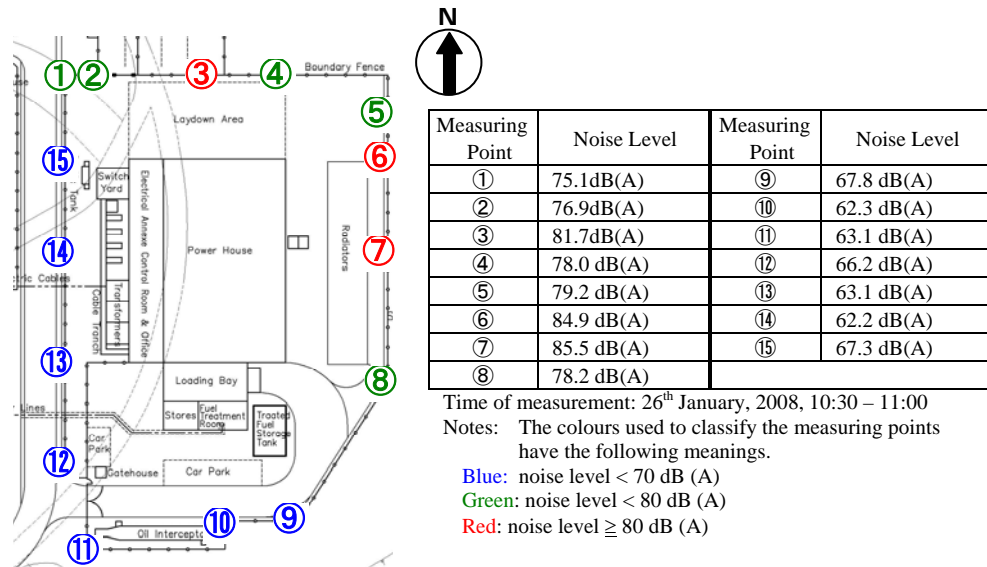 N
① ② ③ ④ Boundary Fence
⑤
Laydown Area
⑥
⑮
Switch
Yard
Tank
Electrical Annexe Control Room & Office
Power House
Radiators
⑦
⑭
tric Cables
Transformers
Cable Trench
⑬
⑧
Loading Bay
Lines
Stores
Fuel
Treatment
Room
Treated
Fuel
Storage
Tank
Car
Park
⑫
Gatehouse
Car Park
⑨
⑩
Oil Intercepto
⑪
Measuring Point Noise Level Measuring Point Noise Level
① 75.1dB(A) ⑨ 67.8 dB(A)
② 76.9dB(A) ⑩ 62.3 dB(A)
③ 81.7dB(A) ⑪ 63.1 dB(A)
④ 78.0 dB(A) ⑫ 66.2 dB(A)
⑤ 79.2 dB(A) ⑬ 63.1 dB(A)
⑥ 84.9 dB(A) ⑭ 62.2 dB(A)
⑦ 85.5 dB(A) ⑮ 67.3 dB(A)
⑧ 78.2 dB(A)
Time of measurement: 26th January, 2008, 10:30 – 11:00
Notes: The colours used to classify the measuring points
have the following meanings.
Blue: noise level < 70 dB (A)
Green: noise level < 80 dB (A)
Red: noise level ≧ 80 dB (A)